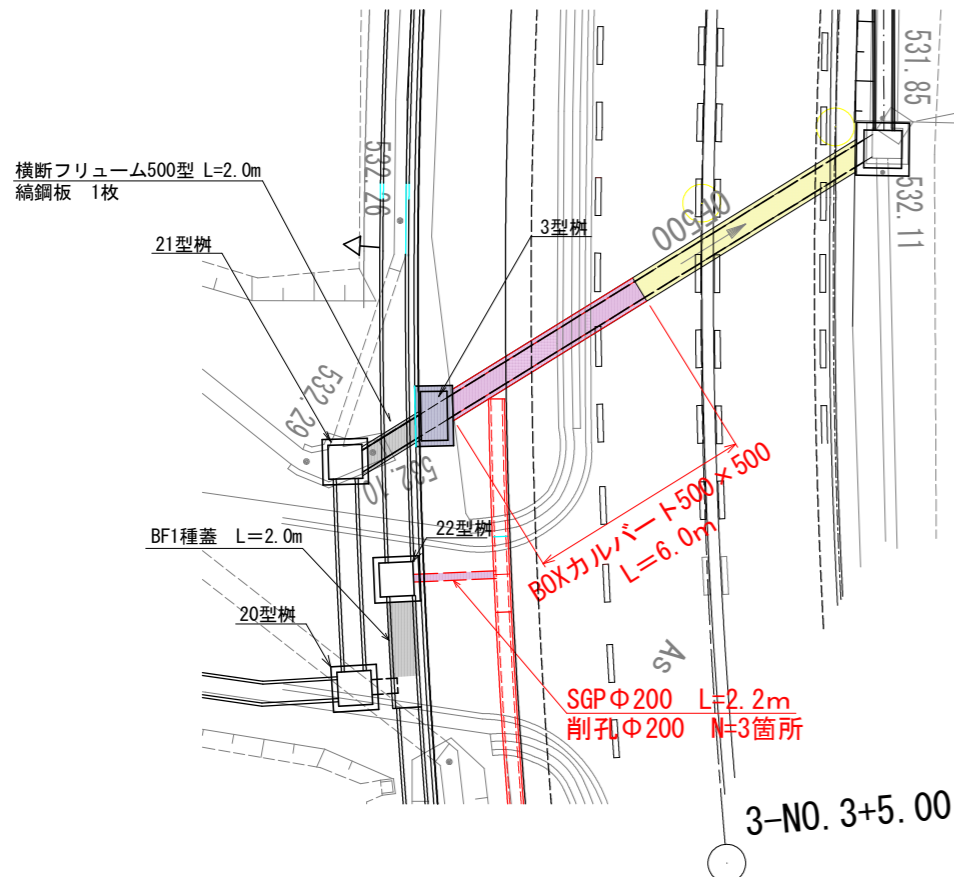 531.85
横断フリューム500型 L=2.0m
縞鋼板 1枚
532.26
21型桝
3型桝
OF500
532.11
532.29
532.10
BOXカルバート500×500
L=6.0m
BF1種蓋 L=2.0m
22型桝
20型桝
As
SGPΦ200 L=2.2m
削孔Φ200 N=3箇所
3-NO.3+5.00